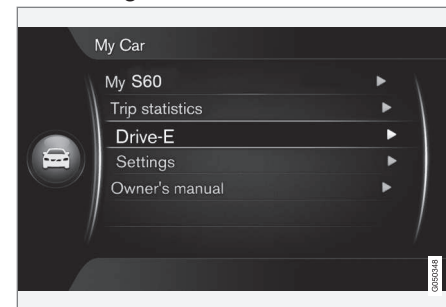 My Car
My S60
Trip statistics
Drive-E
Settings
Owner's manual
G050348